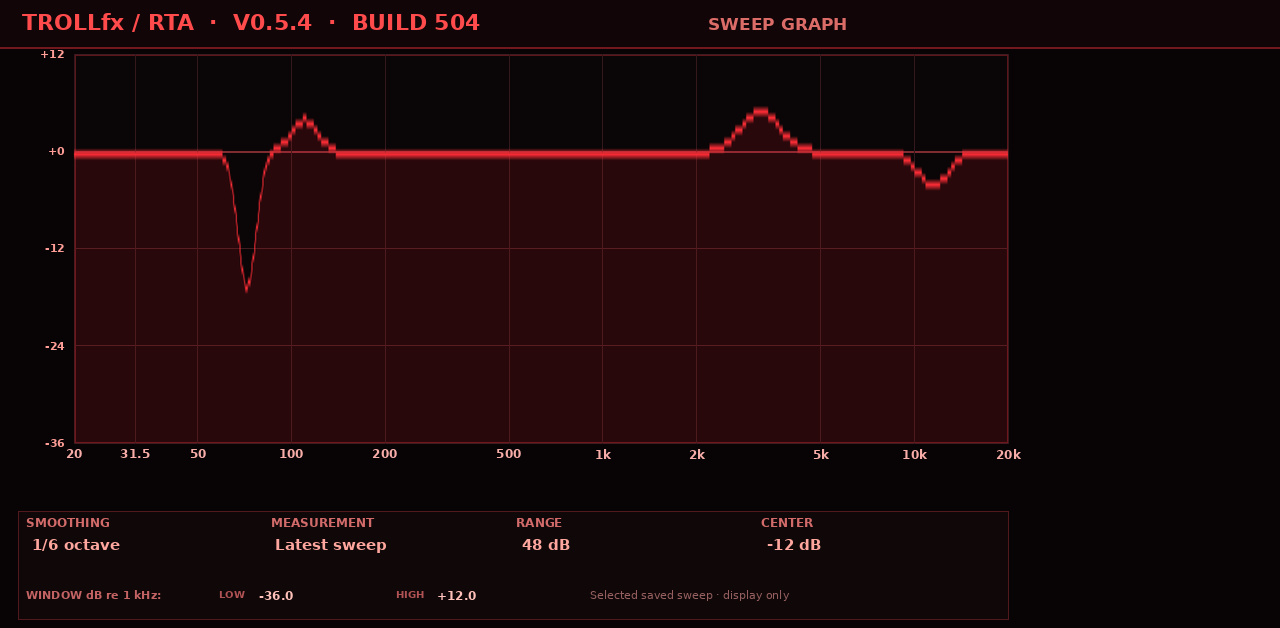 TROLLfx / RTA · V0.5.4 · BUILD 504
SWEEP GRAPH
+12
+0
-12
-24
-36
20 31.5 50 100 200 500 1k 2k 5k 10k 20k
SMOOTHING MEASUREMENT RANGE CENTER
1/6 octave Latest sweep 48 dB -12 dB
WINDOW dB re 1 kHz: LOW -36.0 HIGH +12.0 Selected saved sweep · display only